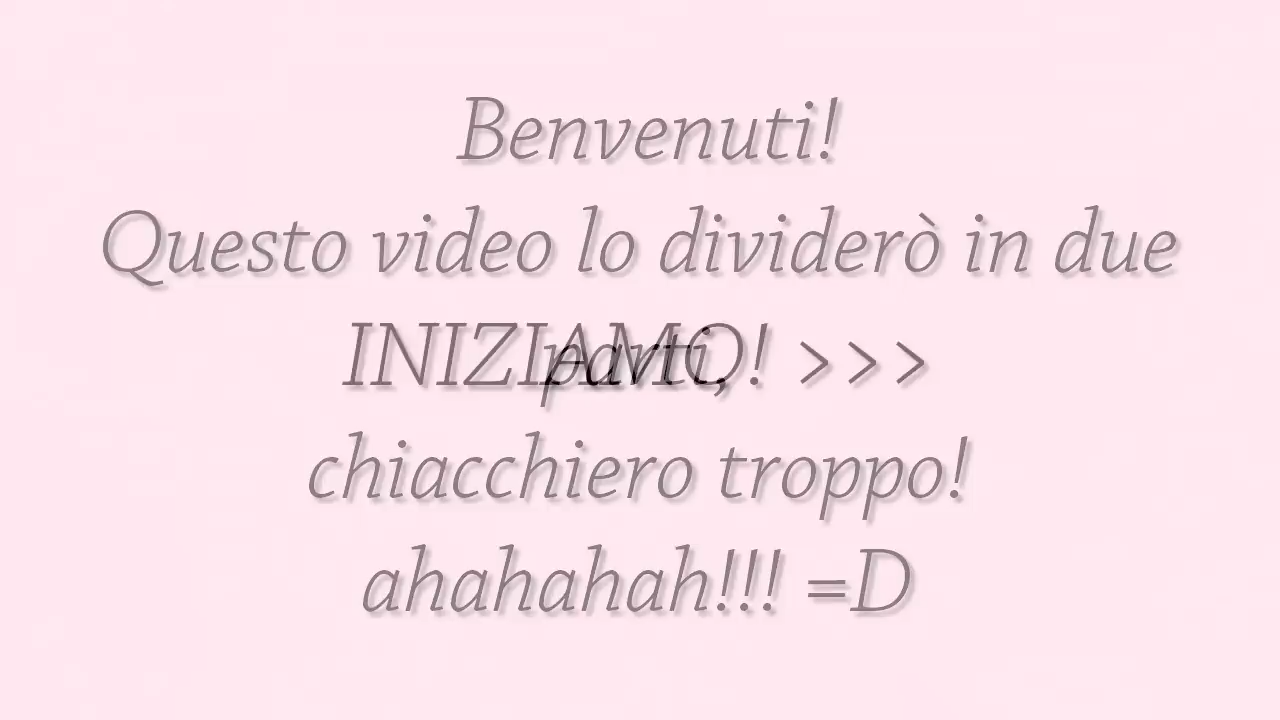 Benvenuti!
Questo video lo dividerò in due
parti,
INIZIAMO! >>>
chiacchiero troppo!
ahahahah!!! =D